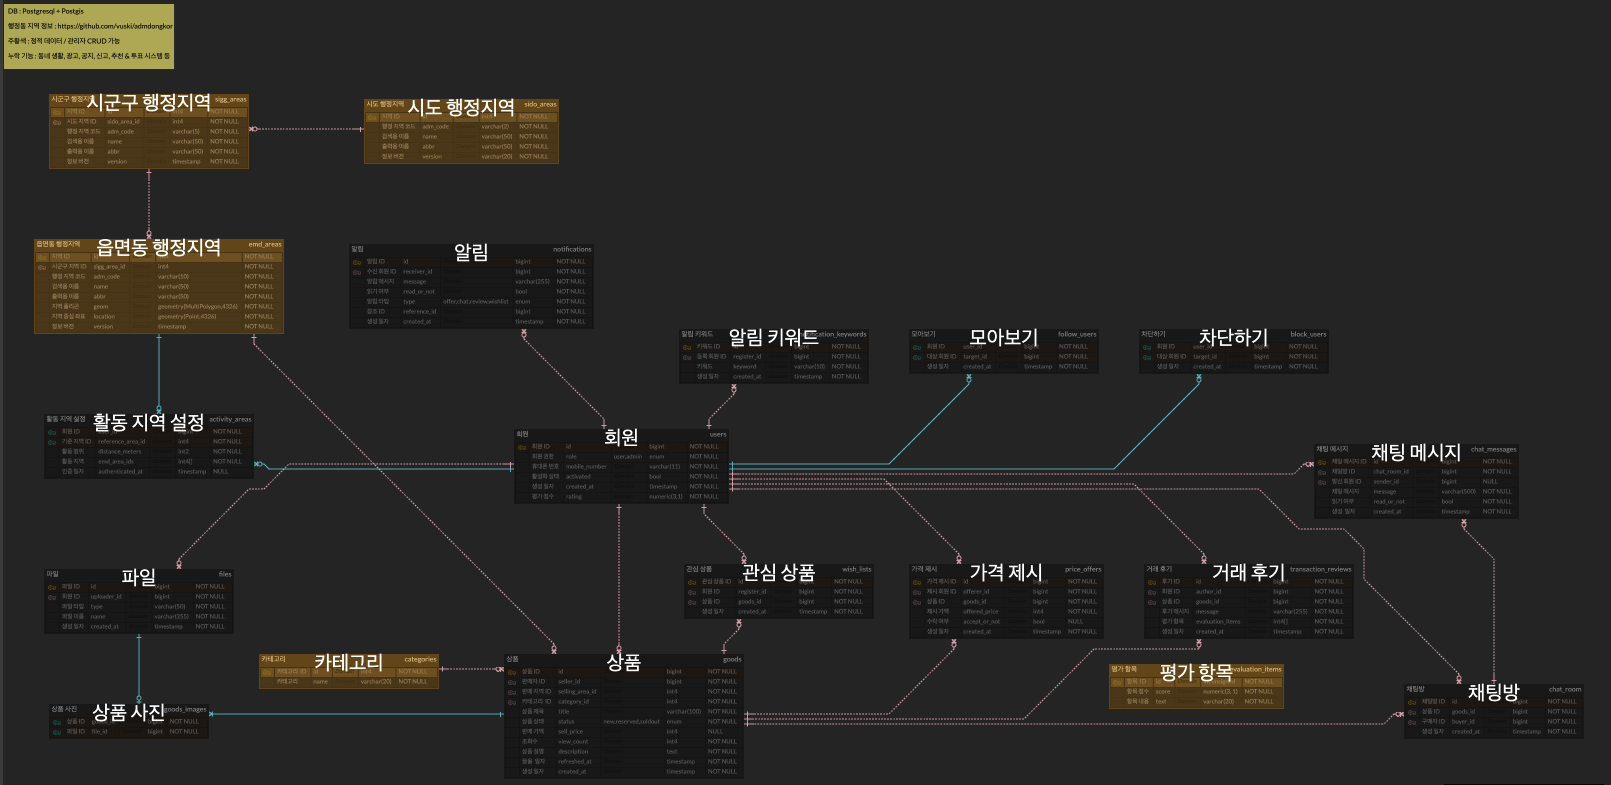 DB : Postgresql + Postgis
행정동 지역 정보 : https://github.com/vuski/admdongkor
주황색 : 정적 데이터 / 관리자 CRUD 가능
누락 기능 : 동네 생활, 광고, 공지, 신고, 추천 & 투표 시스템 등
시군구 행정지역 sigg_areas
시도 지역 ID sido_area_id int4 NOT NULL
행정 지역 코드 adm_code varchar(5) NOT NULL
검색용 이름 name varchar(50) NOT NULL
출력용 이름 abbr varchar(50) NOT NULL
정보 버전 version timestamp NOT NULL
시도 행정지역 sido_areas
행정 지역 코드 adm_code varchar(2) NOT NULL
검색용 이름 name varchar(50) NOT NULL
출력용 이름 abbr varchar(50) NOT NULL
정보 버전 version varchar(20) NOT NULL
읍면동 행정지역 emd_areas
시군구 지역 ID sigg_area_id int4 NOT NULL
행정 지역 코드 adm_code varchar(10) NOT NULL
검색용 이름 name varchar(50) NOT NULL
출력용 이름 abbr varchar(50) NOT NULL
지역 폴리곤 geom geometry(MultiPolygon,4326) NOT NULL
지역 중심 좌표 location geometry(Point,4326) NOT NULL
정보 버전 version timestamp NOT NULL
알림 notifications
알림 ID id bigint NOT NULL
수신 회원 ID receiver_id bigint NOT NULL
알림 메시지 message varchar(255) NOT NULL
읽기 여부 read_or_not bool NOT NULL
알림 타입 type offer,chat,review,wishlist enum NOT NULL
참조 ID reference_id bigint NOT NULL
생성 일자 created_at timestamp NOT NULL
알림 키워드
키워드 ID NOT NULL
등록 회원 ID register_id bigint NOT NULL
키워드 keyword varchar(10) NOT NULL
생성 일자 created_at timestamp NOT NULL
모아보기 follow_users
회원 ID NOT NULL
대상 회원 ID target_id bigint NOT NULL
생성 일자 created_at timestamp NOT NULL
차단하기 block_users
회원 ID NOT NULL
대상 회원 ID target_id bigint NOT NULL
생성 일자 created_at timestamp NOT NULL
활동 지역 설정 activity_areas
회원 ID NOT NULL
기준 지역 ID reference_area_id int4 NOT NULL
활동 범위 distance_meters int2 NOT NULL
활동 지역 emd_area_ids int4[] NOT NULL
인증 일자 authenticated_at timestamp NULL
회원 users
회원 ID id bigint NOT NULL
회원 권한 role user,admin enum NOT NULL
휴대폰 번호 mobile_number varchar(11) NOT NULL
활성화 상태 activated bool NOT NULL
생성 일자 created_at timestamp NOT NULL
평가 점수 rating numeric(3,1) NOT NULL
채팅 메시지 chat_messages
채팅 메시지 ID NOT NULL
채팅방 ID chat_room_id bigint NOT NULL
발신 회원 ID sender_id bigint NULL
채팅 메시지 message varchar(500) NOT NULL
읽기 여부 read_or_not bool NOT NULL
생성 일자 created_at timestamp NOT NULL
파일 files
파일 ID id bigint NOT NULL
회원 ID uploader_id bigint NOT NULL
파일 타입 type varchar(50) NOT NULL
파일 이름 name varchar(255) NOT NULL
생성 일자 created_at timestamp NOT NULL
관심 상품 wish_lists
관심 상품 ID id bigint NOT NULL
회원 ID register_id bigint NOT NULL
상품 ID goods_id bigint NOT NULL
생성 일자 created_at timestamp NOT NULL
가격 제시 price_offers
가격 제시 ID id bigint NOT NULL
제시 회원 ID offerer_id bigint NOT NULL
상품 ID goods_id bigint NOT NULL
제시 가격 offered_price int4 NOT NULL
수락 여부 accept_or_not bool NULL
생성 일자 created_at timestamp NOT NULL
거래 후기 transaction_reviews
후기 ID id bigint NOT NULL
회원 ID author_id bigint NOT NULL
상품 ID goods_id bigint NOT NULL
후기 메시지 message varchar(255) NOT NULL
평가 항목 evaluation_items int4[] NOT NULL
생성 일자 created_at timestamp NOT NULL
카테고리 categories
카테고리 ID NOT NULL
카테고리 name varchar(20) NOT NULL
상품 goods
상품 ID id bigint NOT NULL
판매자 ID seller_id bigint NOT NULL
판매 지역 ID selling_area_id int4 NOT NULL
카테고리 ID category_id int4 NOT NULL
상품 제목 title varchar(100) NOT NULL
상품 상태 status new,reserved,soldout enum NOT NULL
판매 가격 sell_price int4 NULL
조회수 view_count int4 NOT NULL
상품 설명 description text NOT NULL
끌올 일자 refreshed_at timestamp NOT NULL
생성 일자 created_at timestamp NOT NULL
평가 항목 evaluation_items
항목 ID NOT NULL
항목 점수 score numeric(3, 1) NOT NULL
항목 내용 text varchar(20) NOT NULL
상품 사진 goods_images
상품 ID bigint NOT NULL
파일 ID file_id bigint NOT NULL
채팅방 chat_room
채팅방 ID NOT NULL
상품 ID goods_id bigint NOT NULL
구매자 ID buyer_id bigint NOT NULL
생성 일자 created_at timestamp NOT NULL